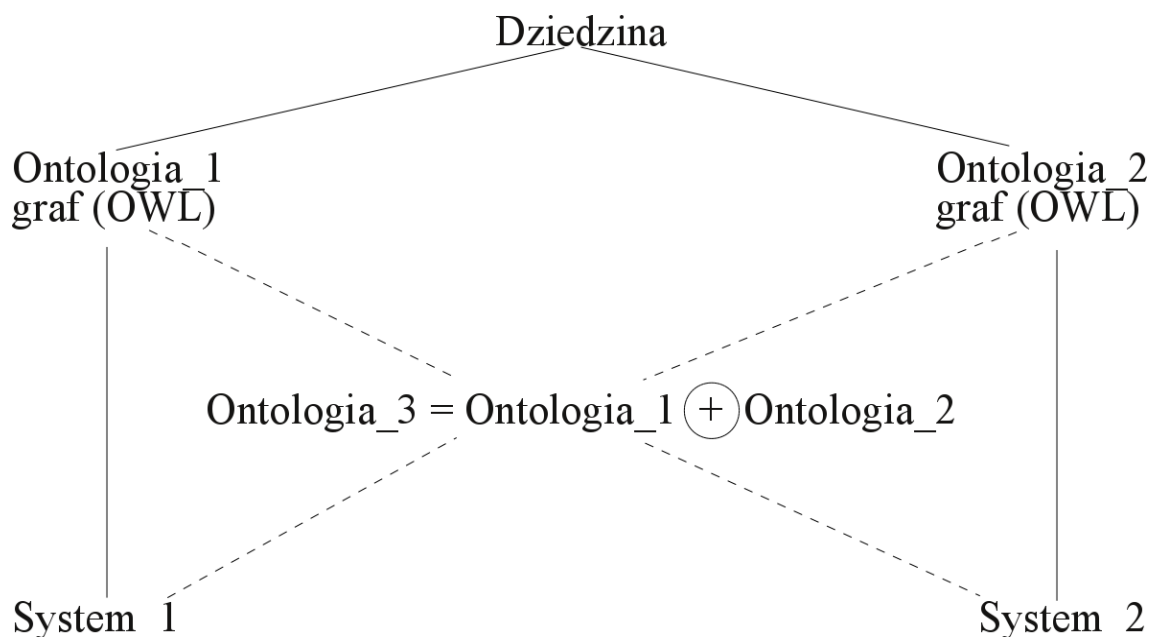 Dziedzina
Ontologia_1
graf (OWL)
Ontologia_2
graf (OWL)
Ontologia_3 = Ontologia_1 + Ontologia_2
System_1
System_2